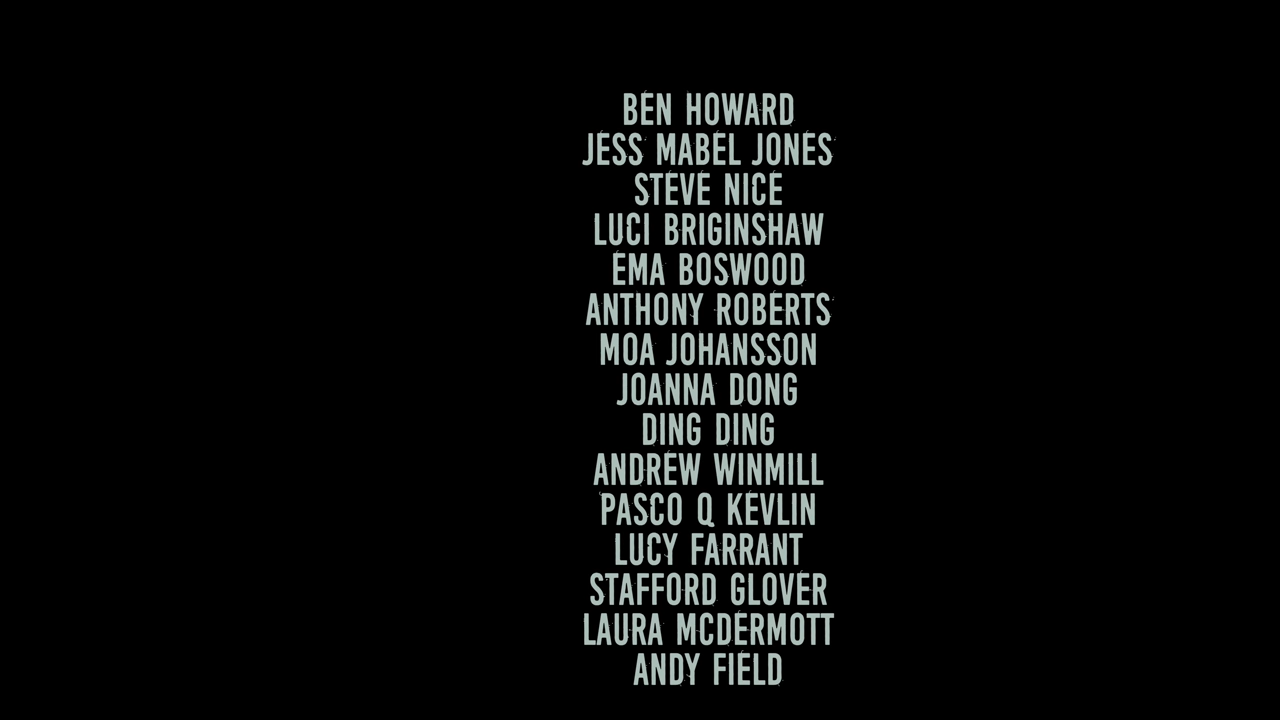 BEN HOWARD
JESS MABEL JONES
STEVE NICE
LUCI BRIGINSHAW
EMA BOSWOOD
ANTHONY ROBERTS
MOA JOHANSSON
JOANNA DONG
DING DING
ANDREW WINMILL
PASCO Q KEVLIN
LUCY FARRANT
STAFFORD GLOVER
LAURA MCDERMOTT
ANDY FIELD